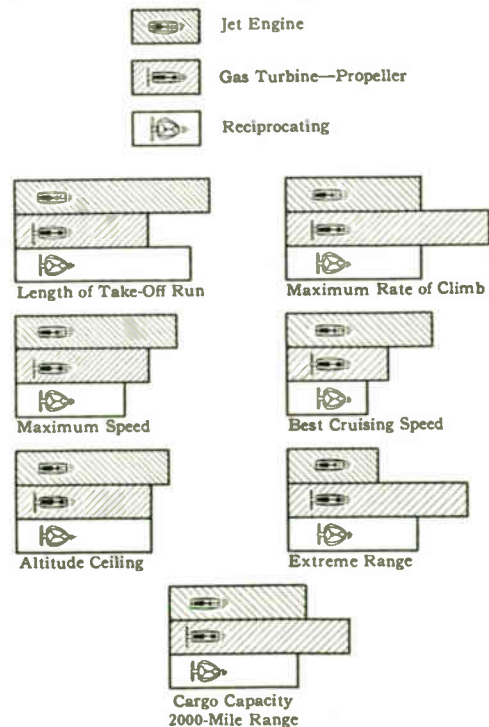 Jet Engine
Gas Turbine—Propeller
Reciprocating
Length of Take-Off Run
Maximum Rate of Climb
Maximum Speed
Best Cruising Speed
Altitude Ceiling
Extreme Range
Cargo Capacity
2000-Mile Range